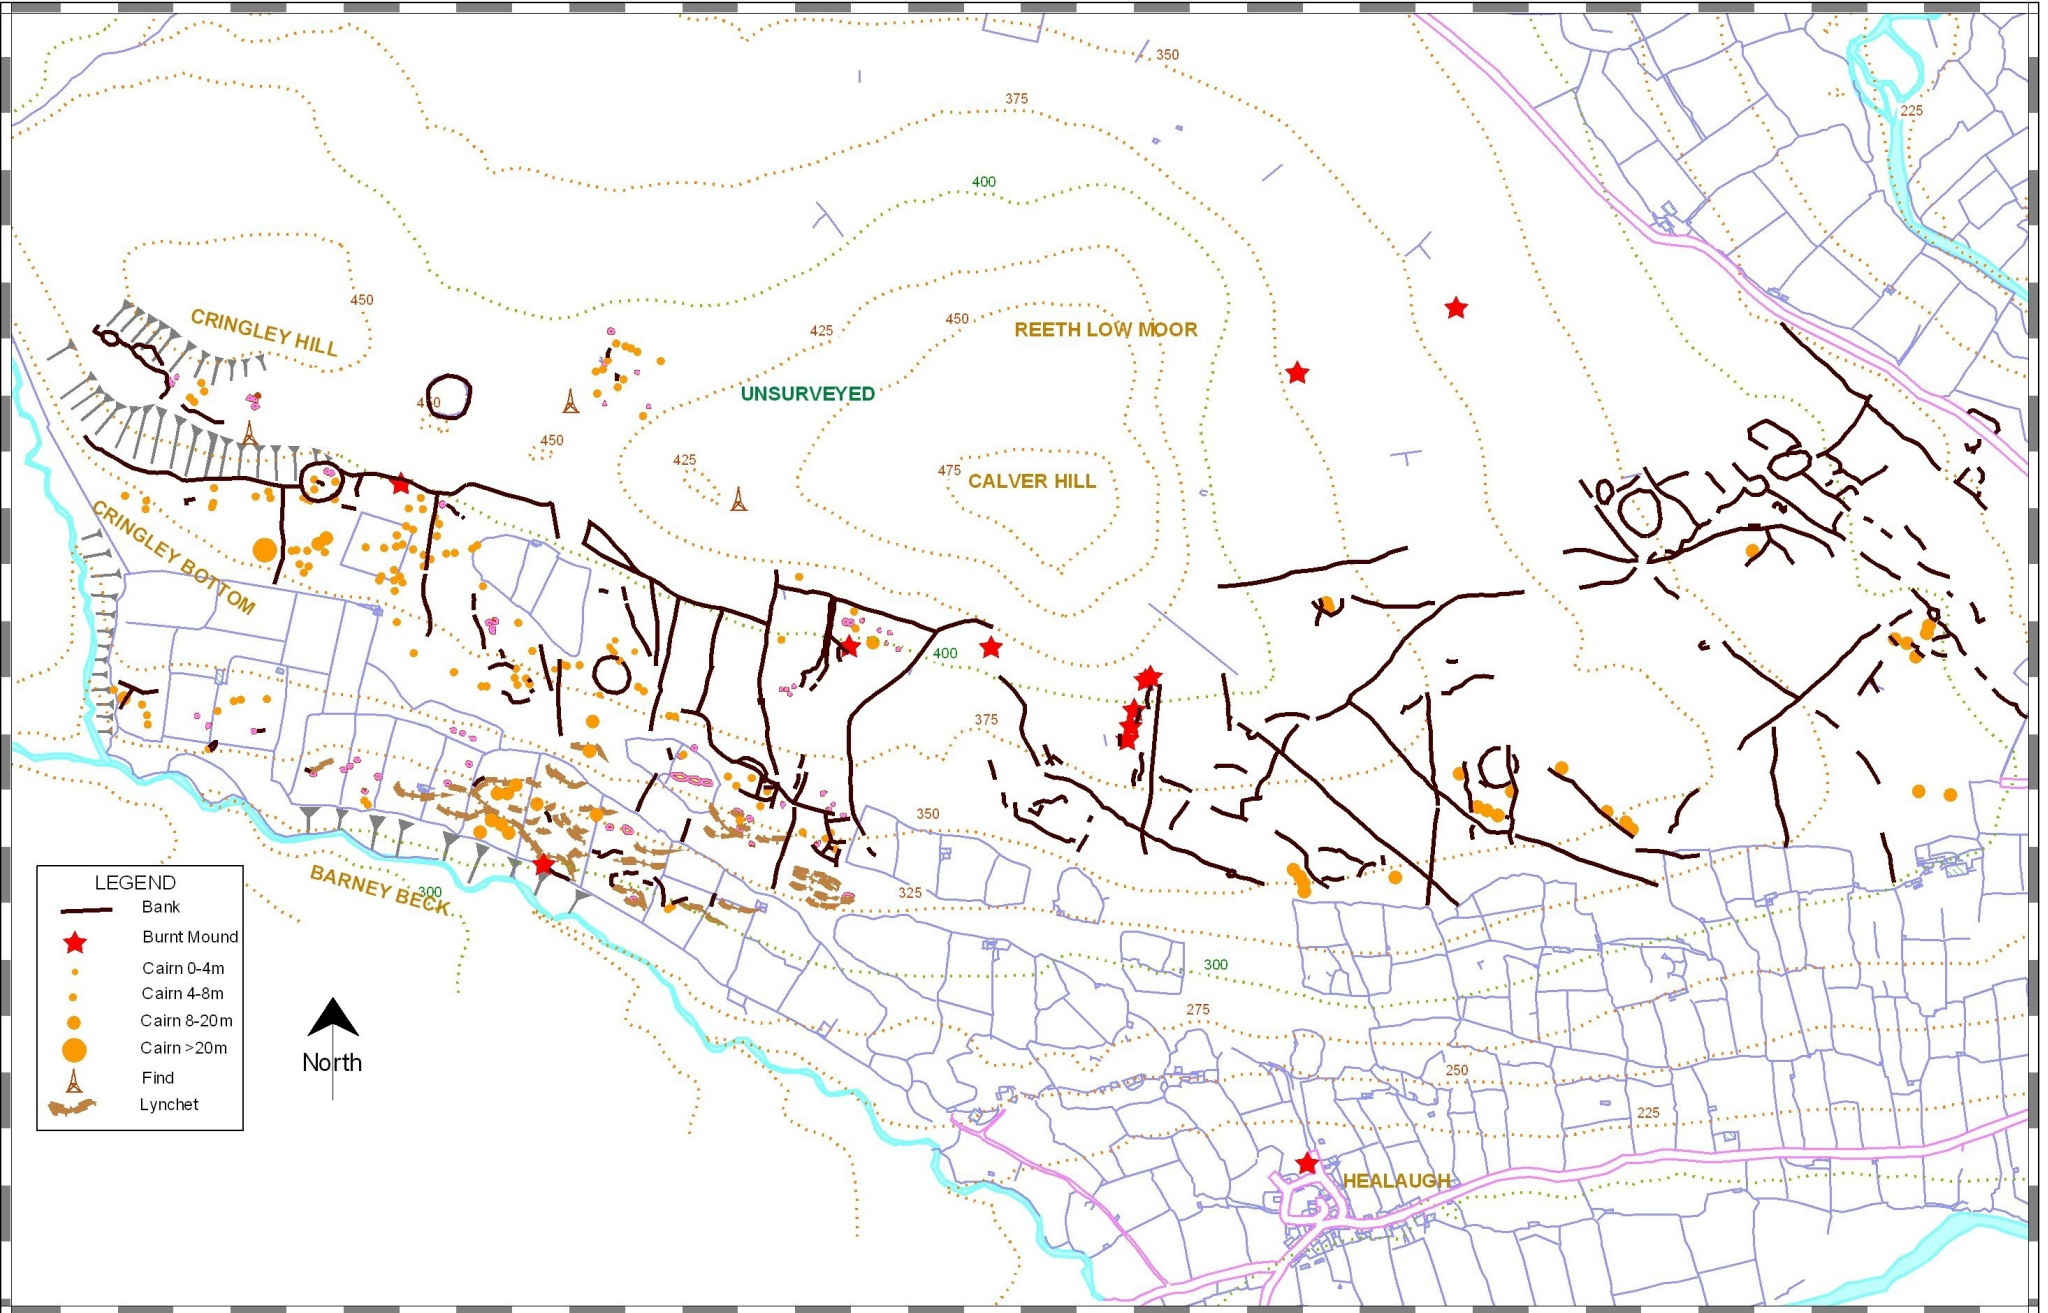 350
375
225
400
450
CRINGLEY HILL
425
450
REETH LOW MOOR
UNSURVEYED
450
450
425
475
CALVER HILL
CRINGLEY BOTTOM
400
375
350
325
BARNEY BECK
300
300
275
250
225
HEALAUGH
LEGEND
Bank
Burnt Mound
Cairn 0-4m
Cairn 4-8m
Cairn 8-20m
Cairn >20m
Find
Lynchet
North